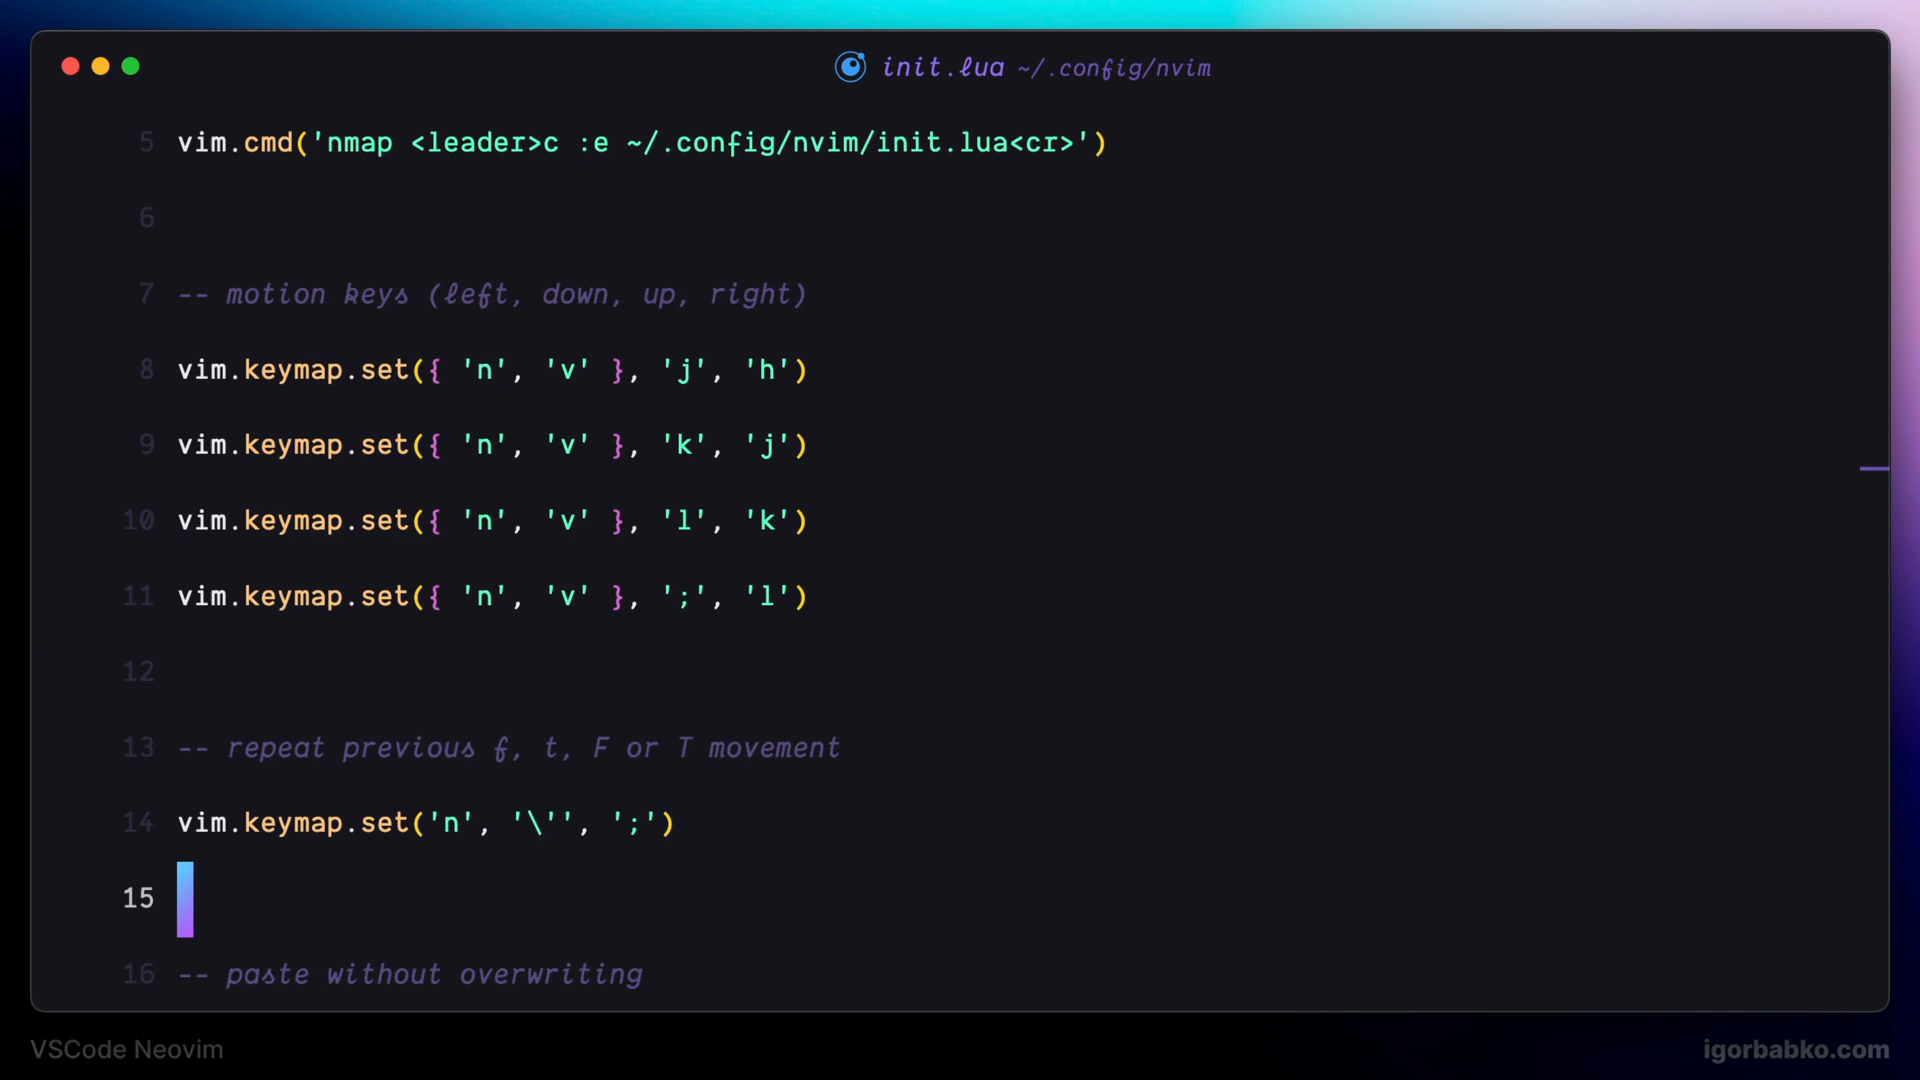 init.lua ~/.config/nvim
5 vim.cmd('nmap <leader>c :e ~/.config/nvim/init.lua<cr>')
6
7 -- motion keys (left, down, up, right)
8 vim.keymap.set({ 'n', 'v' }, 'j', 'h')
9 vim.keymap.set({ 'n', 'v' }, 'k', 'j')
10 vim.keymap.set({ 'n', 'v' }, 'l', 'k')
11 vim.keymap.set({ 'n', 'v' }, ';', 'l')
12
13 -- repeat previous f, t, F or T movement
14 vim.keymap.set('n', '\'', ';')
15
16 -- paste without overwriting
VSCode Neovim
igorbabko.com